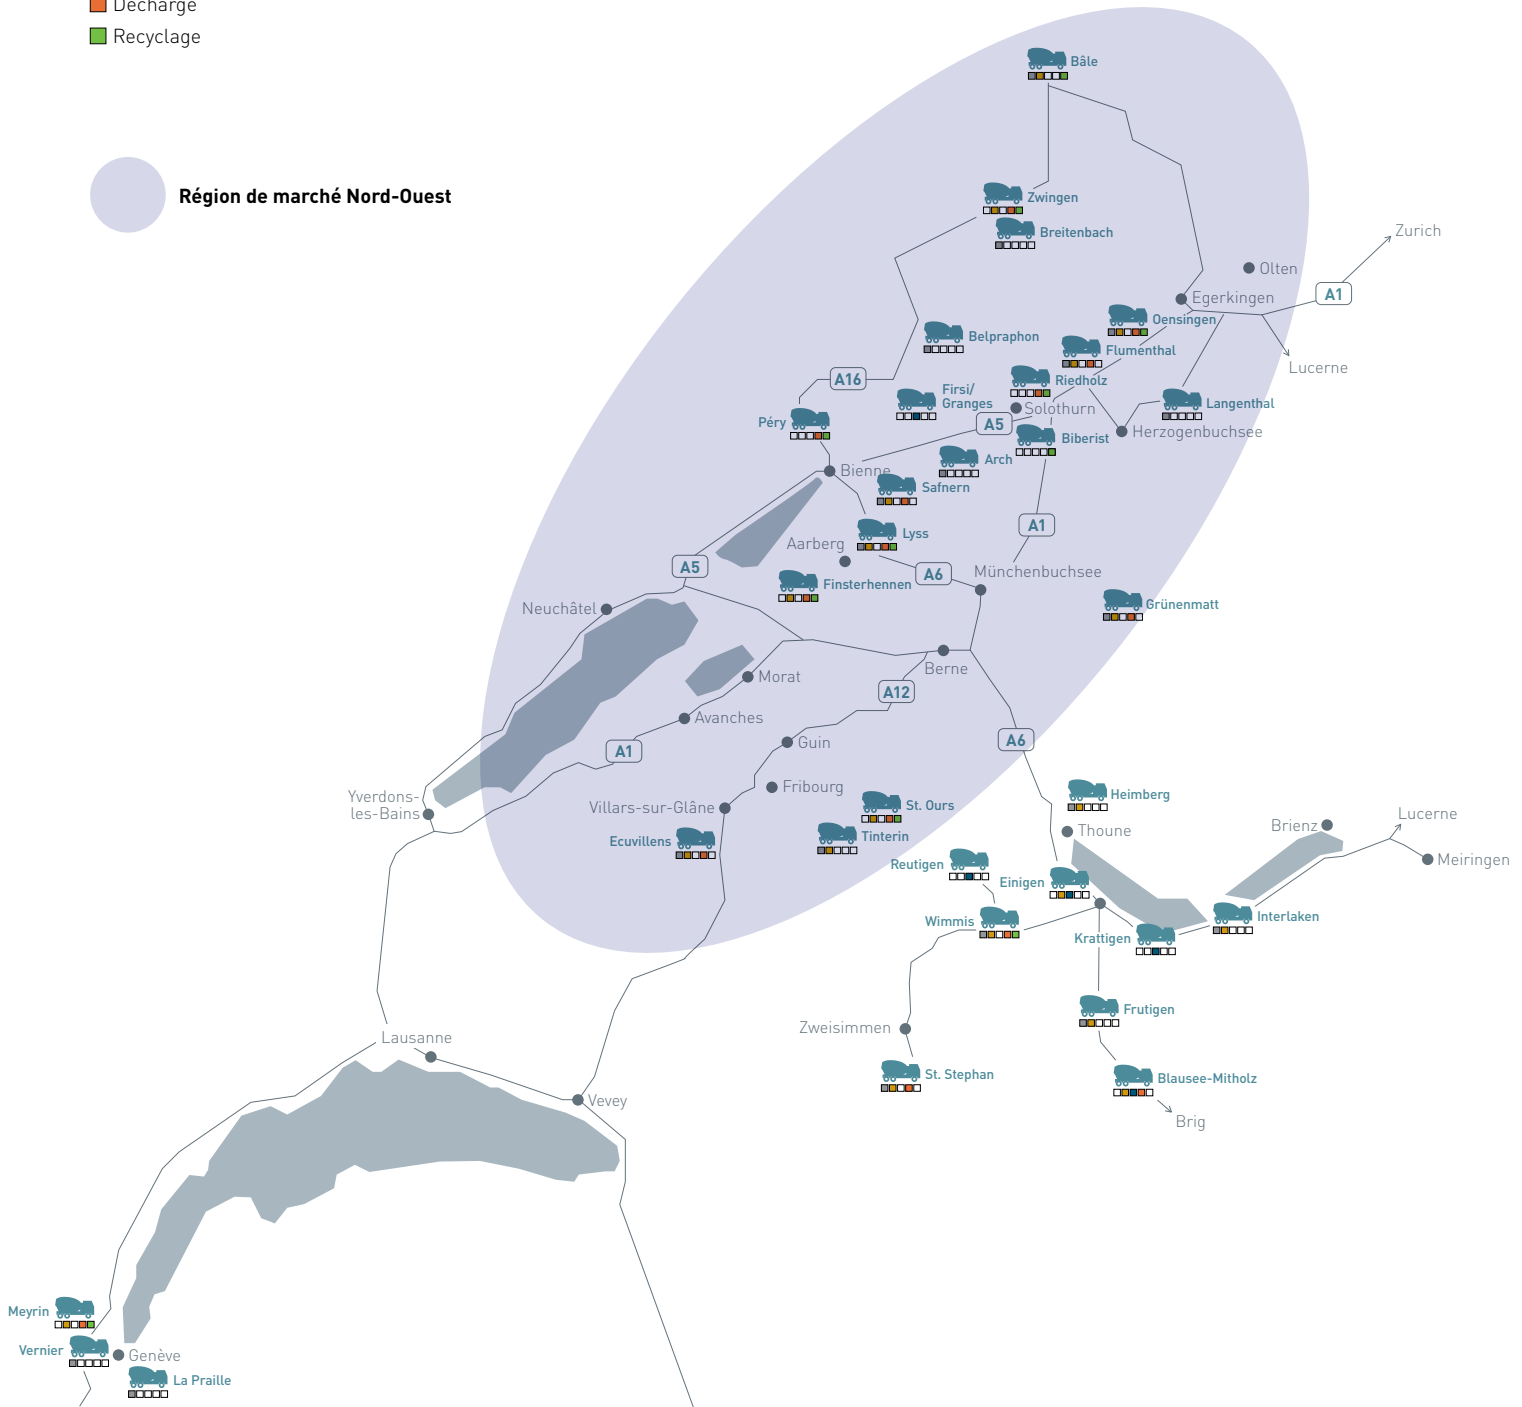 Décharge
Recyclage
Bâle
Région de marché Nord-Ouest
Zwingen
Breitenbach
Zurich
Olten
Egerkingen
A1
Oensingen
Belpraphon
Flumenthal
Lucerne
A16
Riedholz
Firsi/
Granges
Langenthal
Solothurn
Péry
A5
Herzogenbuchsee
Biberist
Arch
Bienne
Safnern
A1
Lyss
Aarberg
A5
A6
Münchenbuchsee
Finsterhennen
Neuchâtel
Grünenmatt
Berne
Morat
A12
Avanches
A6
Guin
A1
Fribourg
Heimberg
Yverdons-
les-Bains
Villars-sur-Glâne
St. Ours
Lucerne
Brienz
Thoune
Tinterin
Ecuvillens
Meiringen
Reutigen
Einigen
Interlaken
Wimmis
Krattigen
Frutigen
Zweisimmen
Lausanne
St. Stephan
Blausee-Mitholz
Vevey
Brig
Meyrin
Vernier
Genève
La Praille